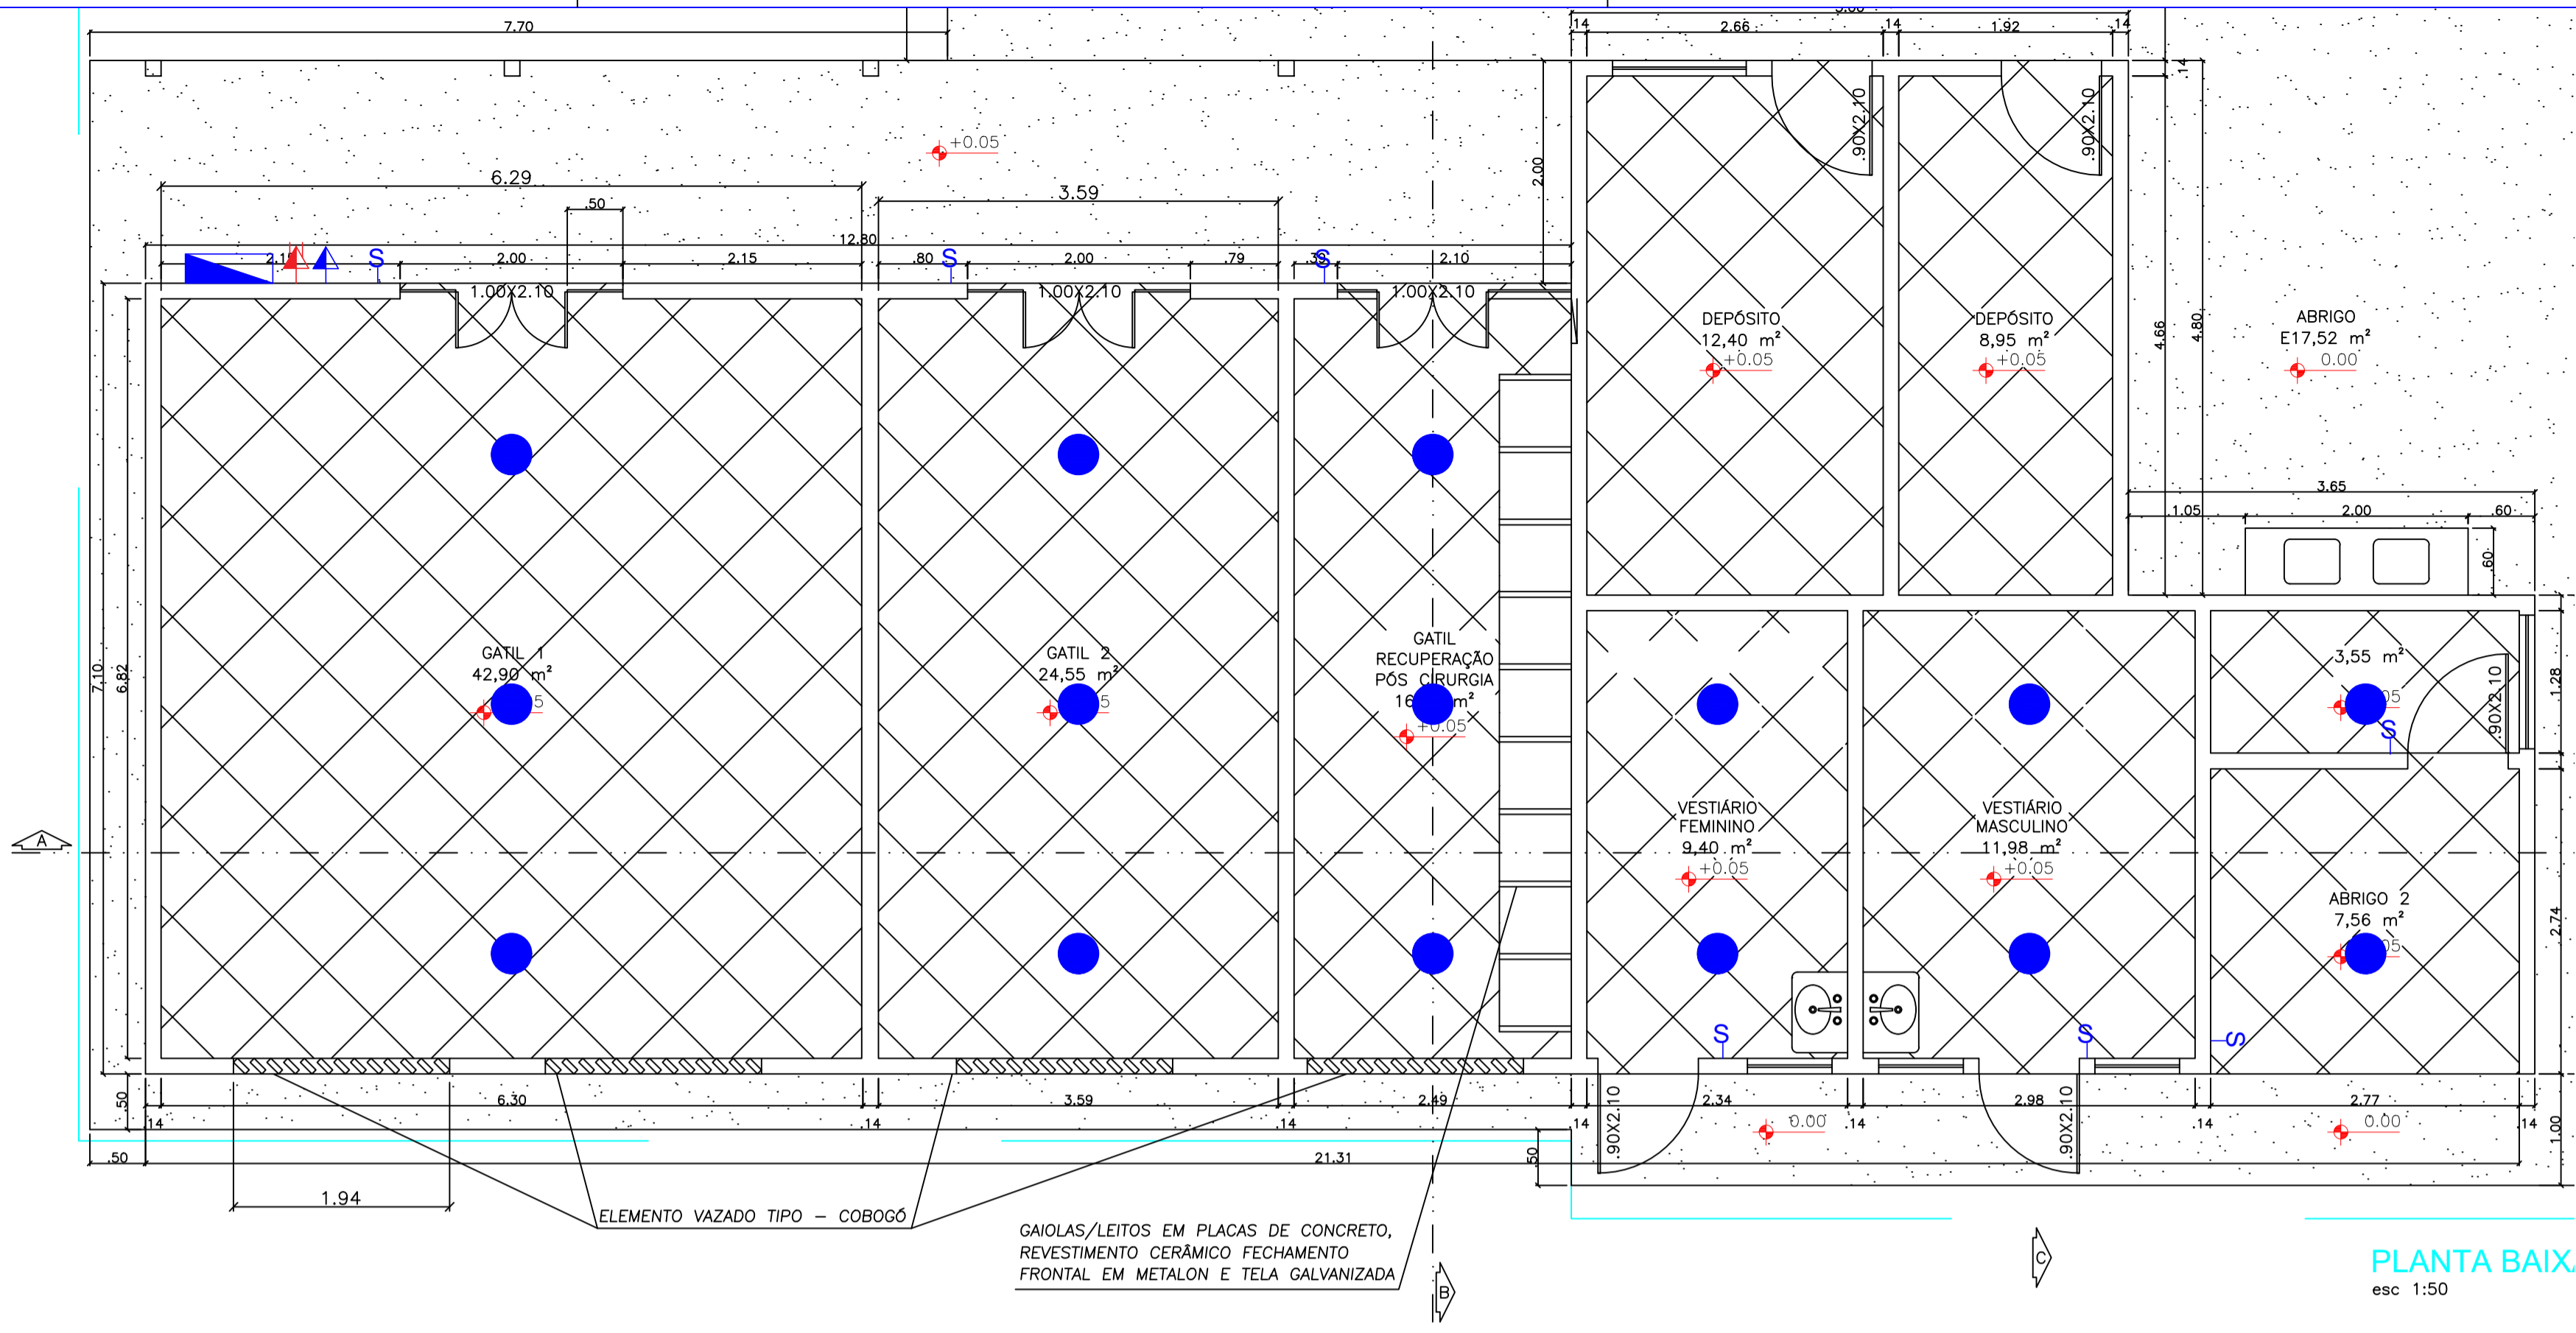 7.70
.14
2.66
.14
1.92
.14
.14
+0.05
2.00
.90X2.10
.90X2.10
6.29
.50
3.59
12.80
S
S
S
2.00
2.15
.80
2.00
.79
2.10
1.00X2.10
1.00X2.10
1.00X2.10
DEPÓSITO
12,40 m²
+0.05
DEPÓSITO
8,95 m²
+0.05
ABRIGO
E17,52 m²
0.00
4.66
4.80
3.65
1.05
2.00
.60
.60
7.10
6.82
GATIL 1
42,90 m²
GATIL 2
24,55 m²
GATIL
RECUPERAÇÃO
PÓS CIRURGIA
+0.05
3,55 m²
S
.90X2.10
1.28
A
VESTIÁRIO
FEMININO
9,40 m²
+0.05
VESTIÁRIO
MASCULINO
11,98 m²
+0.05
ABRIGO 2
7,56 m²
2.74
S
S
S
.50
6.30
3.59
2.49
2.34
2.98
2.77
.14
.14
.14
.14
.14
.14
.14
.90X2.10
0.00
.90X2.10
0.00
1.00
.50
21.31
.50
1.94
ELEMENTO VAZADO TIPO – COBOGÓ
GAIOLAS/LEITOS EM PLACAS DE CONCRETO,
REVESTIMENTO CERÂMICO FECHAMENTO
FRONTAL EM METALON E TELA GALVANIZADA
B
C
PLANTA BAIX
esc 1:50